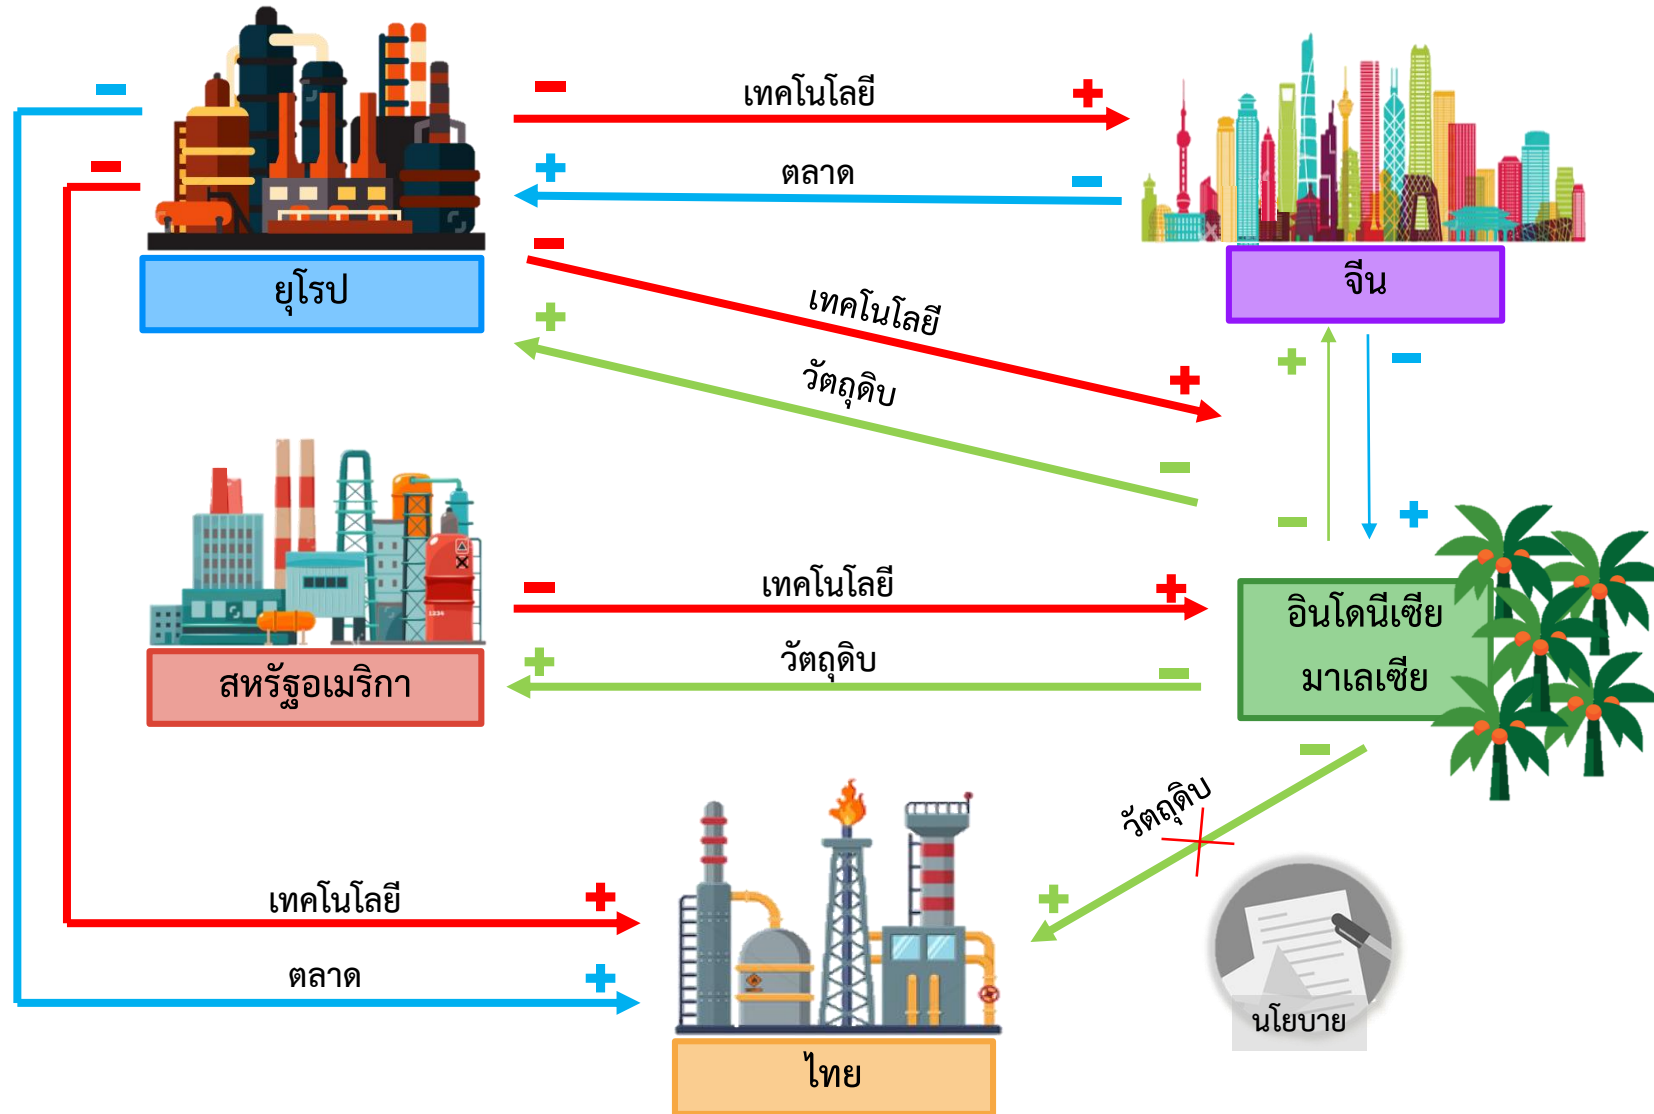 เทคโนโลยี
ตลาด
ยุโรป
จีน
เทคโนโลยี
วัตถุดิบ
เทคโนโลยี
วัตถุดิบ
สหรัฐอเมริกา
อินโดนีเซีย
มาเลเซีย
วัตถุดิบ
เทคโนโลยี
ตลาด
นโยบาย
ไทย